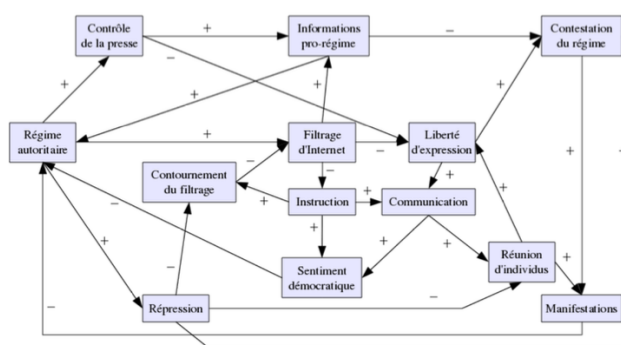 Contrôle
de la presse
+
Informations
pro-régime
−
Contestation
du régime
+
−
+
+
+
+
Régime
autoritaire
+
Filtrage
d'Internet
−
Liberté
d'expression
+
−
−
−
+
Contournement
du filtrage
+
Instruction
+
Communication
+
−
+
+
+
Sentiment
démocratique
Réunion
d'individus
+
+
−
−
−
Répression
Manifestations